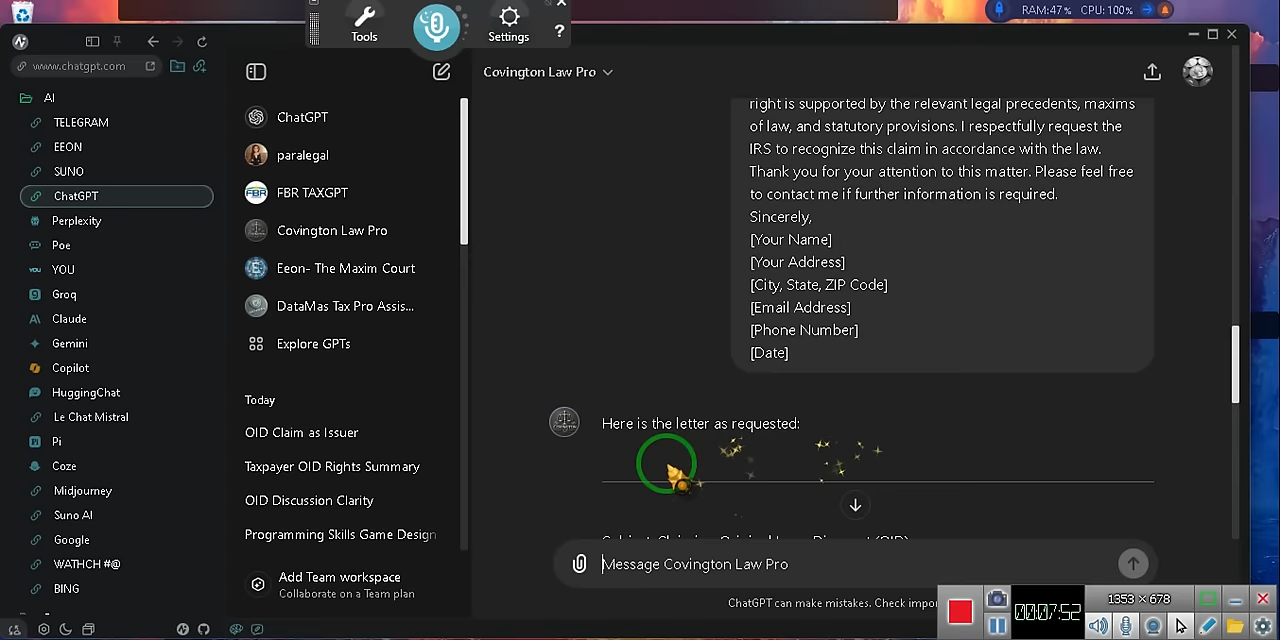 RAM:47% CPU: 100%
Tools
Settings
?
www.chatgpt.com
AI
TELEGRAM
EEON
SUNO
ChatGPT
Perplexity
Poe
YOU
Groq
Claude
Gemini
Copilot
HuggingChat
Le Chat Mistral
Pi
Coze
Midjourney
Suno AI
Google
WATHCH #@
BING
ChatGPT
paralegal
FBR TAXGPT
Covington Law Pro
Eeon- The Maxim Court
DataMas Tax Pro Assis...
Explore GPTs
Today
OID Claim as Issuer
Taxpayer OID Rights Summary
OID Discussion Clarity
Programming Skills Game Design
Add Team workspace
Collaborate on a Team plan
Covington Law Pro
right is supported by the relevant legal precedents, maxims
of law, and statutory provisions. I respectfully request the
IRS to recognize this claim in accordance with the law.
Thank you for your attention to this matter. Please feel free
to contact me if further information is required.
Sincerely,
[Your Name]
[Your Address]
[City, State, ZIP Code]
[Email Address]
[Phone Number]
[Date]
Here is the letter as requested:
Message Covington Law Pro
ChatGPT can make mistakes. Check impor
00:07:52
1353 × 678